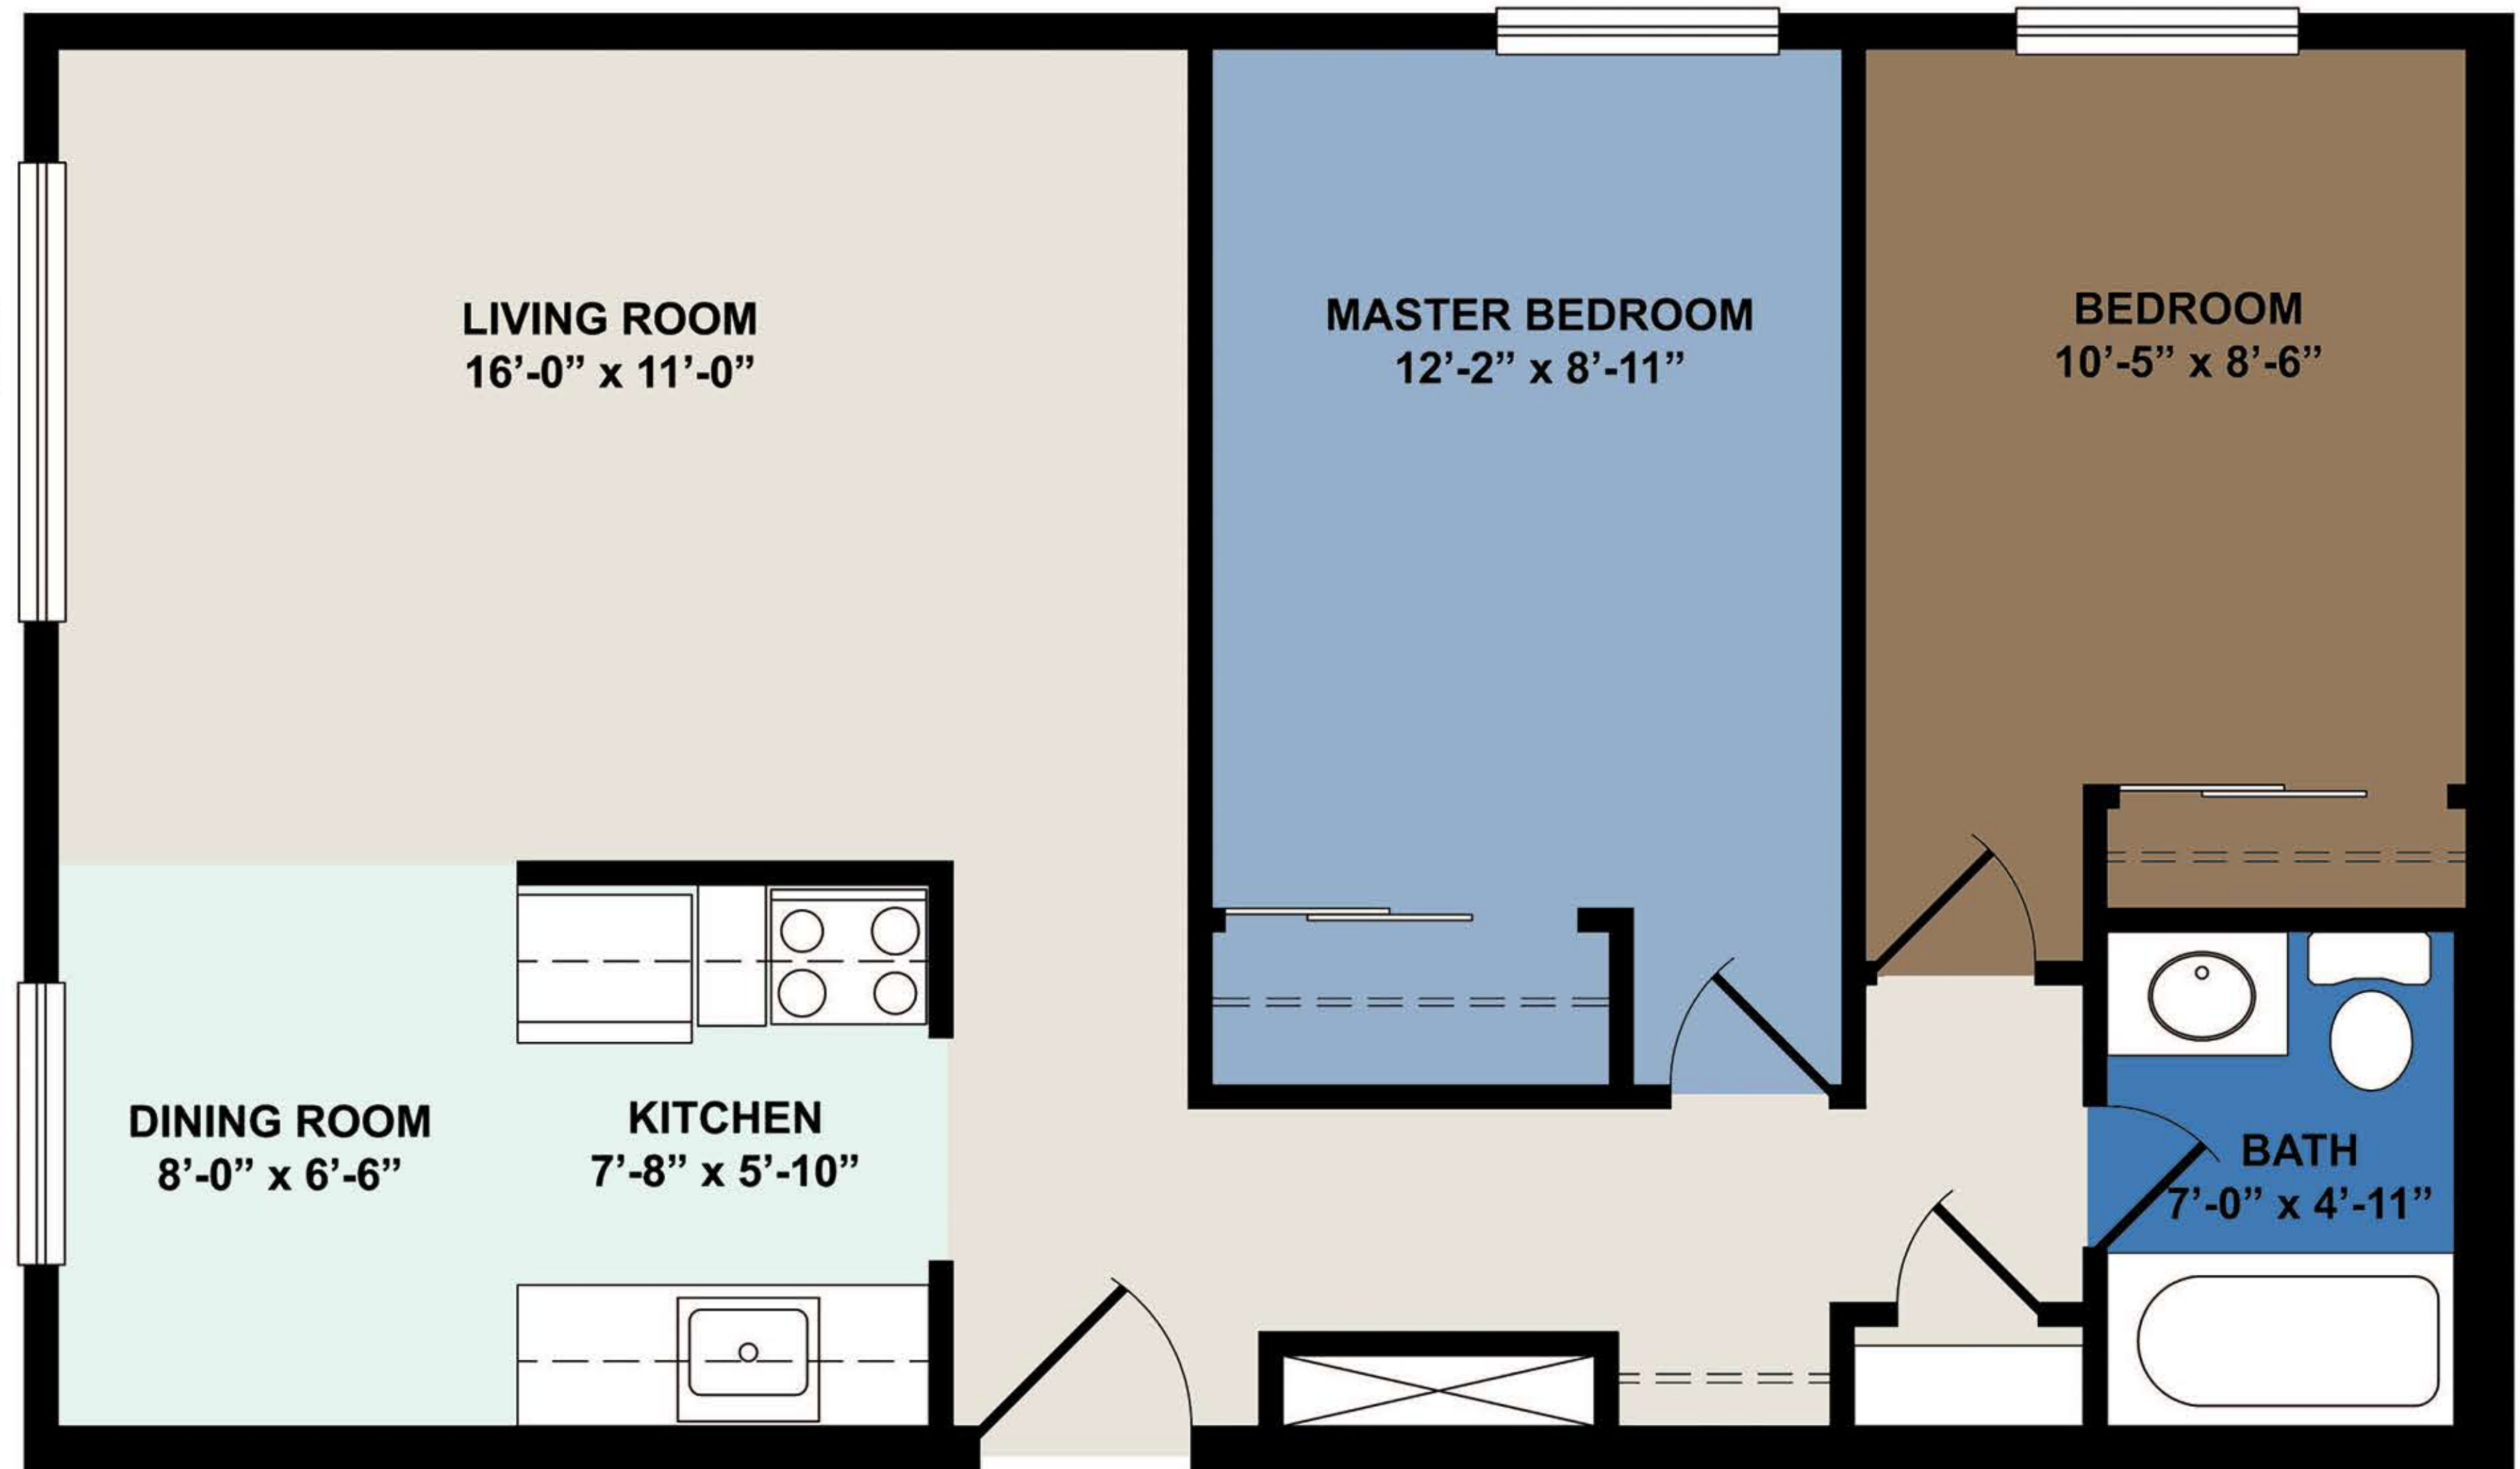 LIVING ROOM
16’-0” x 11’-0”
MASTER BEDROOM
12’-2” x 8’-11”
BEDROOM
10’-5” x 8’-6”
DINING ROOM
8’-0” x 6’-6”
KITCHEN
7’-8” x 5’-10”
BATH
7’-0” x 4’-11”